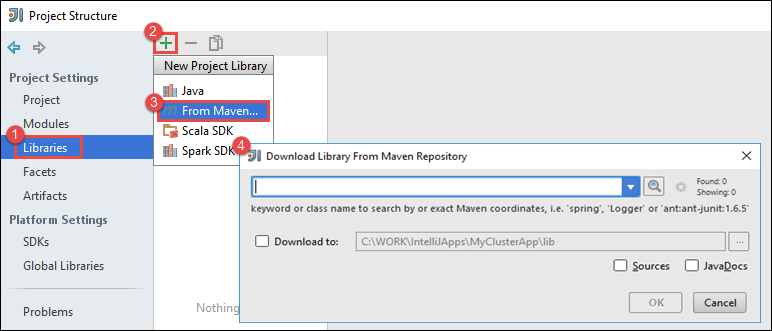 Project Structure
Project Settings
Project
Modules
1
Libraries
Facets
Artifacts
Platform Settings
SDKs
Global Libraries
Problems
2
New Project Library
Java
3
From Maven...
Scala SDK
Spark SDK
Nothing
4
Download Library From Maven Repository
Found: 0
Showing: 0
keyword or class name to search by or exact Maven coordinates, i.e. 'spring', 'Logger' or 'ant:ant-junit:1.6.5'
Download to: C:\WORK\IntelliJApps\MyClusterApp\lib ...
Sources JavaDocs
OK Cancel